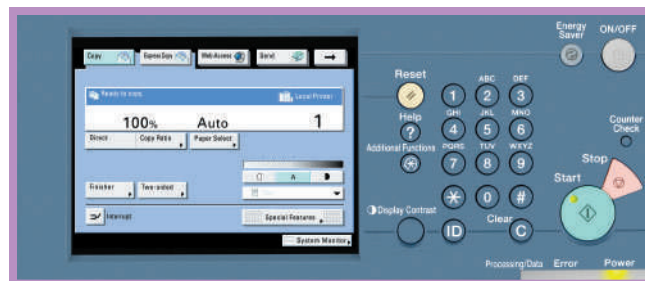 Copy Express Copy Web Access Send
Ready to copy.
Local Printer
100% Auto 1
Direct Copy Ratio Paper Select
A
Finisher Two-sided
Interrupt Special Features
System Monitor
Energy Saver
ON/OFF
Reset
Help
?
Additional Functions
Display Contrast
1
ABC
2
DEF
3
GHI
4
JKL
5
MNO
6
PQRS
7
TUV
8
WXYZ
9
0 #
ID
Clear
C
Counter Check
Stop
Start
Processing/Data Error Power